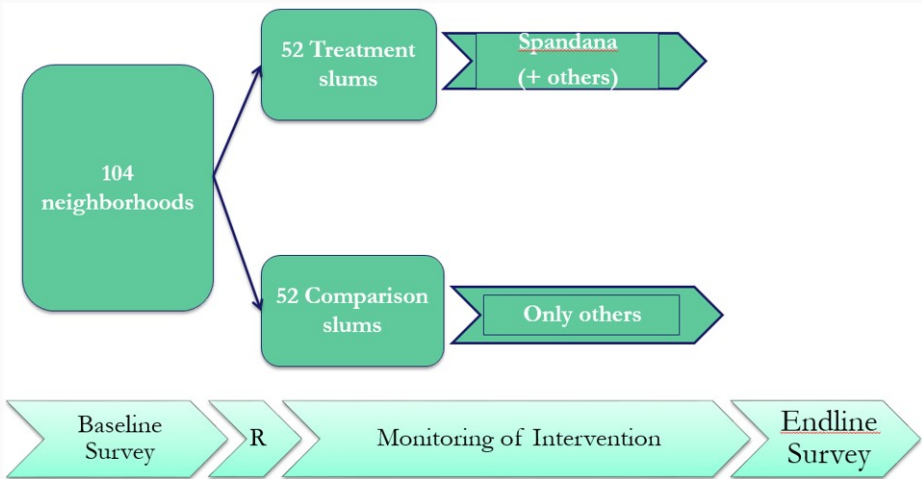 52 Treatment
slums
Spandana
(+ others)
104
neighborhoods
52 Comparison
slums
Only others
Baseline
Survey
R
Monitoring of Intervention
Endline
Survey